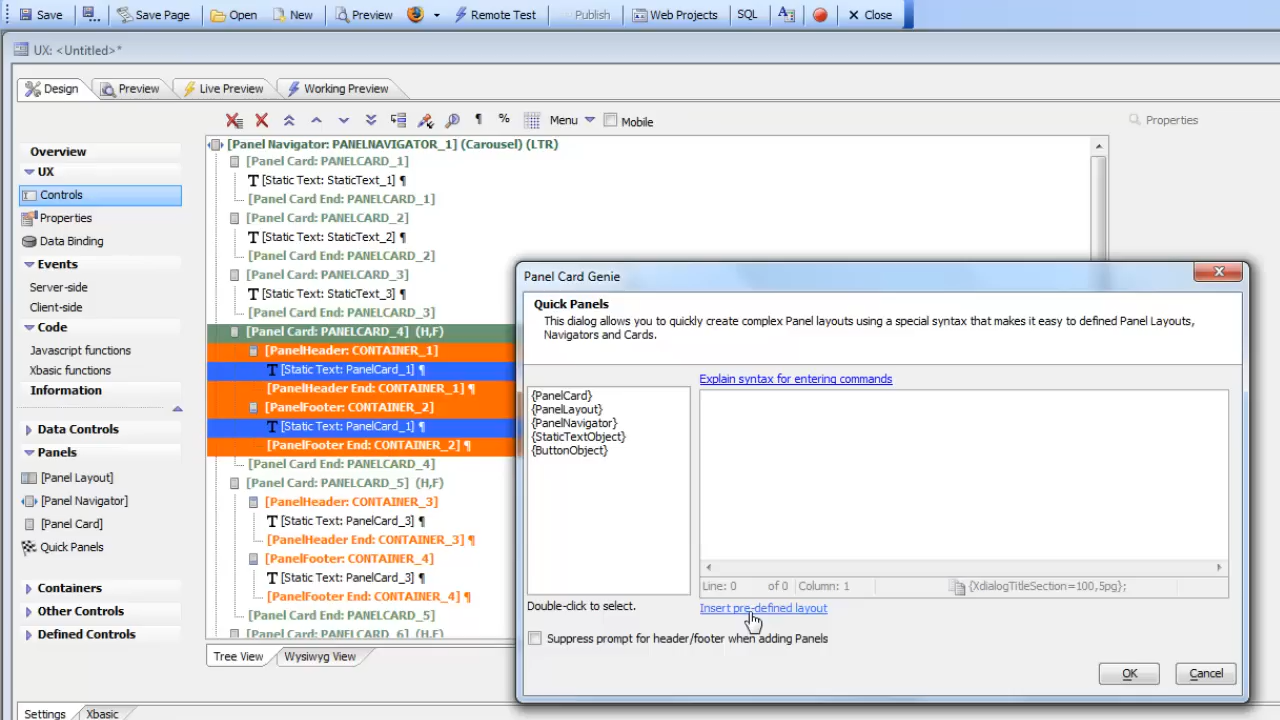 Save Save Page Open New Preview Remote Test Publish Web Projects SQL Close
UX: <Untitled>*
Design Preview Live Preview Working Preview
¶ % Menu Mobile
Properties
Overview
UX
Controls
Properties
Data Binding
Events
Server-side
Client-side
Code
Javascript functions
Xbasic functions
Information
Data Controls
Panels
[Panel Layout]
[Panel Navigator]
[Panel Card]
Quick Panels
Containers
Other Controls
Defined Controls
[Panel Navigator: PANELNAVIGATOR_1] (Carousel) (LTR)
[Panel Card: PANELCARD_1]
T [Static Text: StaticText_1] ¶
[Panel Card End: PANELCARD_1]
[Panel Card: PANELCARD_2]
T [Static Text: StaticText_2] ¶
[Panel Card End: PANELCARD_2]
[Panel Card: PANELCARD_3]
T [Static Text: StaticText_3] ¶
[Panel Card End: PANELCARD_3]
[Panel Card: PANELCARD_4] (H,F)
[PanelHeader: CONTAINER_1]
T [Static Text: PanelCard_1] ¶
[PanelHeader End: CONTAINER_1] ¶
[PanelFooter: CONTAINER_2]
T [Static Text: PanelCard_1] ¶
[PanelFooter End: CONTAINER_2] ¶
[Panel Card End: PANELCARD_4]
[Panel Card: PANELCARD_5] (H,F)
[PanelHeader: CONTAINER_3]
T [Static Text: PanelCard_3] ¶
[PanelHeader End: CONTAINER_3] ¶
[PanelFooter: CONTAINER_4]
T [Static Text: PanelCard_3] ¶
[PanelFooter End: CONTAINER_4] ¶
[Panel Card End: PANELCARD_5]
[Panel Card: PANELCARD_6] (H,F)
Tree View Wysiwyg View
Settings Xbasic
Panel Card Genie
Quick Panels
This dialog allows you to quickly create complex Panel layouts using a special syntax that makes it easy to defined Panel Layouts,
Navigators and Cards.
Explain syntax for entering commands
{PanelCard}
{PanelLayout}
{PanelNavigator}
{StaticTextObject}
{ButtonObject}
Line: 0 of 0 Column: 1 {XdialogTitleSection=100,5pg};
Double-click to select.
Insert pre-defined layout
Suppress prompt for header/footer when adding Panels
OK Cancel